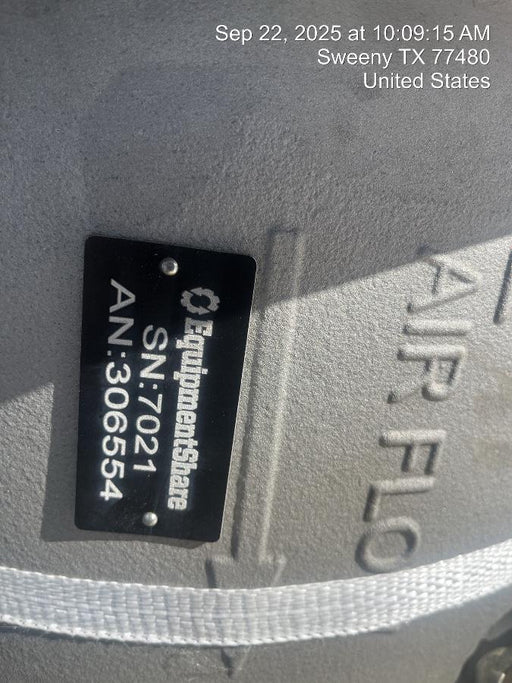 Sep 22, 2025 at 10:09:15 AM
Sweeny TX 77480
United States
EquipmentShare
SN:7021
AN:306554
AIR FLO